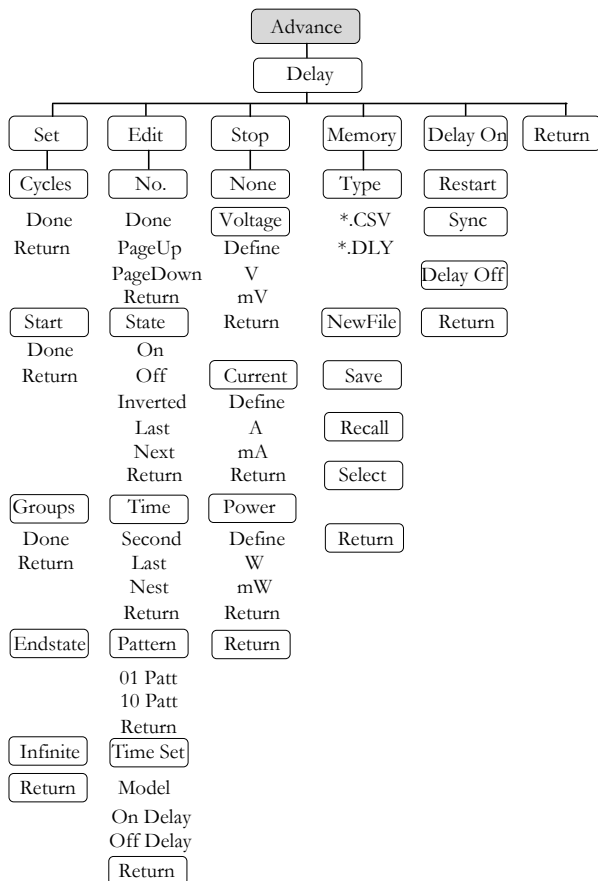 Advance
Delay
Set
Edit
Stop
Memory
Delay On
Return
Cycles
Done
Return
Start
Done
Return
Groups
Done
Return
Endstate
Infinite
Return
No.
Done
PageUp
PageDown
Return
State
On
Off
Inverted
Last
Next
Return
Time
Second
Last
Nest
Return
Pattern
01 Patt
10 Patt
Return
Time Set
Model
On Delay
Off Delay
Return
None
Voltage
Define
V
mV
Return
Current
Define
A
mA
Return
Power
Define
W
mW
Return
Return
Type
*.CSV
*.DLY
NewFile
Save
Recall
Select
Return
Restart
Sync
Delay Off
Return